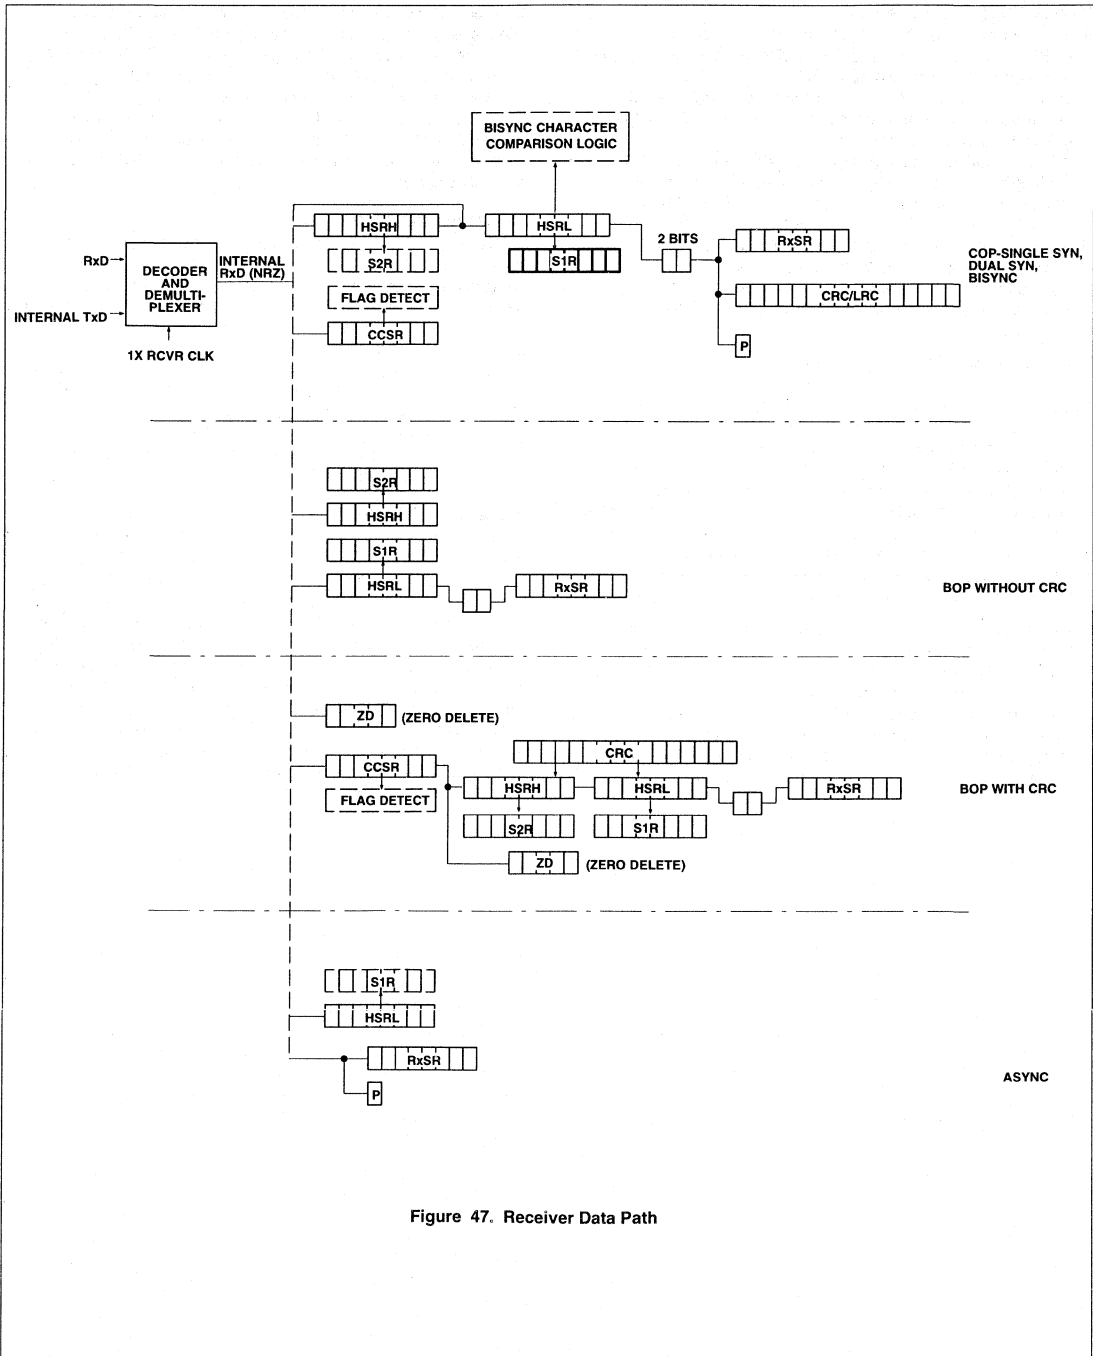 BISYNC CHARACTER
COMPARISON LOGIC
HSRH
HSRL
2 BITS
RxSR
COP-SINGLE SYN,
DUAL SYN,
BISYNC
RxD
INTERNAL TxD
DECODER
AND
DEMULTI-
PLEXER
INTERNAL
RxD (NRZ)
1X RCVR CLK
S2R
S1R
FLAG DETECT
CCSR
CRC/LRC
P
S2R
HSRH
S1R
HSRL
RxSR
BOP WITHOUT CRC
ZD
(ZERO DELETE)
CCSR
FLAG DETECT
CRC
HSRH
HSRL
RxSR
BOP WITH CRC
S2R
S1R
ZD
(ZERO DELETE)
S1R
HSRL
RxSR
P
ASYNC
Figure 47. Receiver Data Path